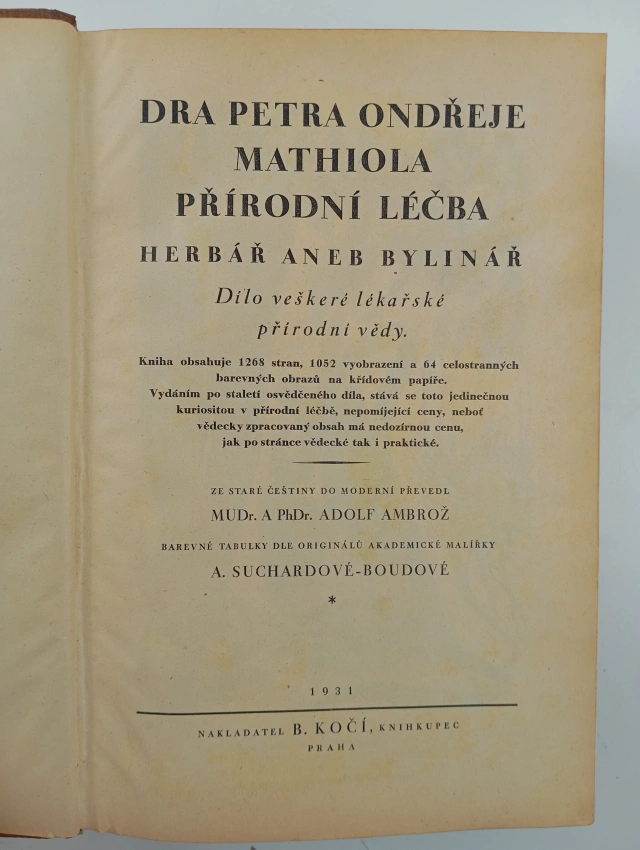 DRA PETRA ONDŘEJE
MATHIOLA
PŘÍRODNÍ LÉČBA
HERBÁŘ ANEB BYLINÁŘ
Dílo veškeré lékařské
přírodní vědy.
Kniha obsahuje 1268 stran, 1052 vyobrazení a 64 celostranných
barevných obrazů na křídovém papíře.
Vydáním po staletí osvědčeného díla, stává se toto jedinečnou
kuriositou v přírodní léčbě, nepomíjející ceny, neboť
vědecky zpracovaný obsah má nedozírnou cenu,
jak po stránce vědecké tak i praktické.
ZE STARÉ ČEŠTINY DO MODERNÍ PŘEVEDL
MUDr. A PhDr. ADOLF AMBROŽ
BAREVNÉ TABULKY DLE ORIGINÁLŮ AKADEMICKÉ MALÍŘKY
A. SUCHARDOVÉ-BOUDOVÉ
*
1931
NAKLADATEL B. KOČÍ, KNIHKUPEC
PRAHA